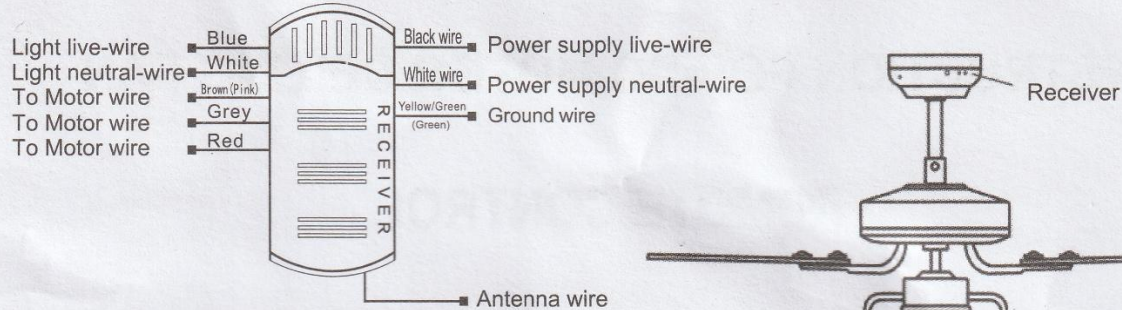 Light live-wire Blue
Light neutral-wire White
To Motor wire Brown(Pink)
To Motor wire Grey
To Motor wire Red
Black wire Power supply live-wire
White wire Power supply neutral-wire
Yellow/Green (Green) Ground wire
RECEIVER
Antenna wire
Receiver